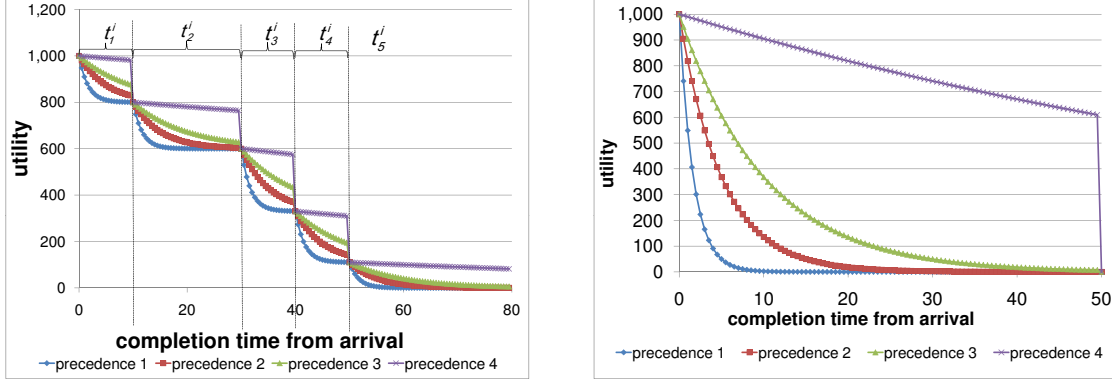 t₁ⁱ t₂ⁱ t₃ⁱ t₄ⁱ t₅ⁱ
1,000
800
600
400
200
0
utility
0 20 40 60 80
completion time from arrival
precedence 1 precedence 2 precedence 3 precedence 4
1,000
900
800
700
600
500
400
300
200
100
0
utility
0 10 20 30 40 50
completion time from arrival
precedence 1 precedence 2 precedence 3 precedence 4